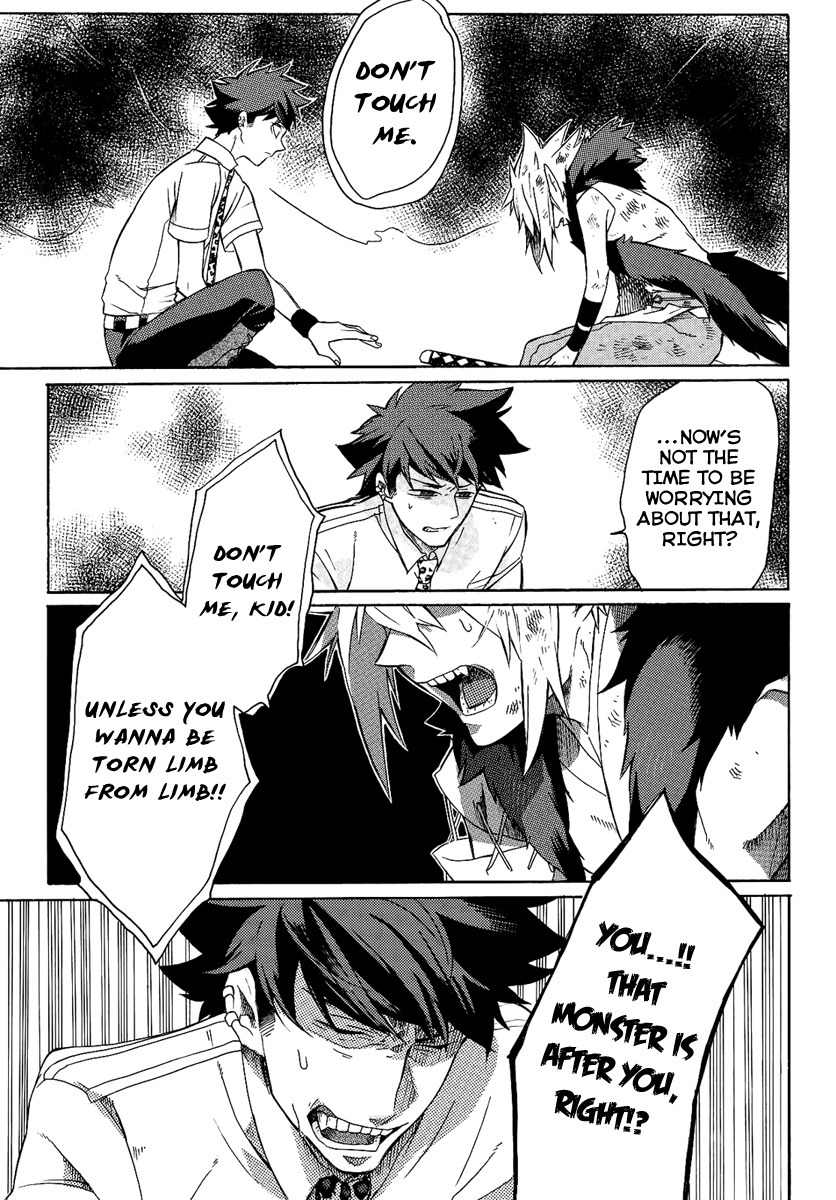 DON'T
TOUCH
ME.
...NOW'S
NOT THE
TIME TO BE
WORRYING
ABOUT THAT,
RIGHT?
DON'T
TOUCH
ME, KID!
UNLESS YOU
WANNA BE
TORN LIMB
FROM LIMB!!
YOU....!!
THAT
MONSTER IS
AFTER YOU,
RIGHT!?